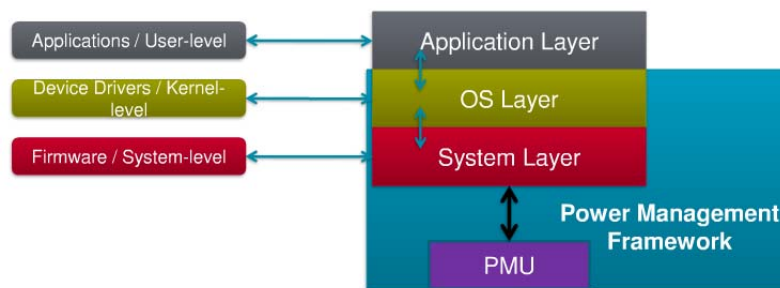 Applications / User-level
Application Layer
Device Drivers / Kernel-
level
OS Layer
Firmware / System-level
System Layer
Power Management
Framework
PMU